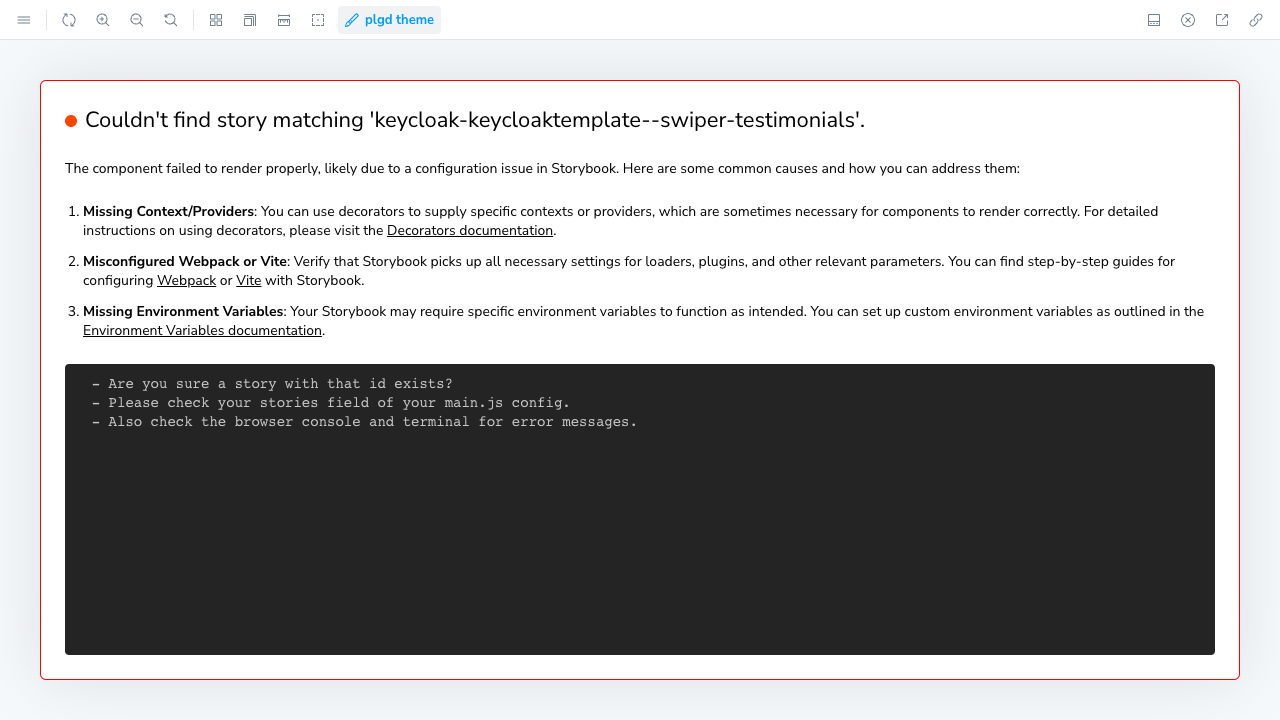 plgd theme
Couldn't find story matching 'keycloak-keycloaktemplate--swiper-testimonials'.
The component failed to render properly, likely due to a configuration issue in Storybook. Here are some common causes and how you can address them:
1. Missing Context/Providers: You can use decorators to supply specific contexts or providers, which are sometimes necessary for components to render correctly. For detailed
instructions on using decorators, please visit the Decorators documentation.
2. Misconfigured Webpack or Vite: Verify that Storybook picks up all necessary settings for loaders, plugins, and other relevant parameters. You can find step-by-step guides for
configuring Webpack or Vite with Storybook.
3. Missing Environment Variables: Your Storybook may require specific environment variables to function as intended. You can set up custom environment variables as outlined in the
Environment Variables documentation.
- Are you sure a story with that id exists?
- Please check your stories field of your main.js config.
- Also check the browser console and terminal for error messages.